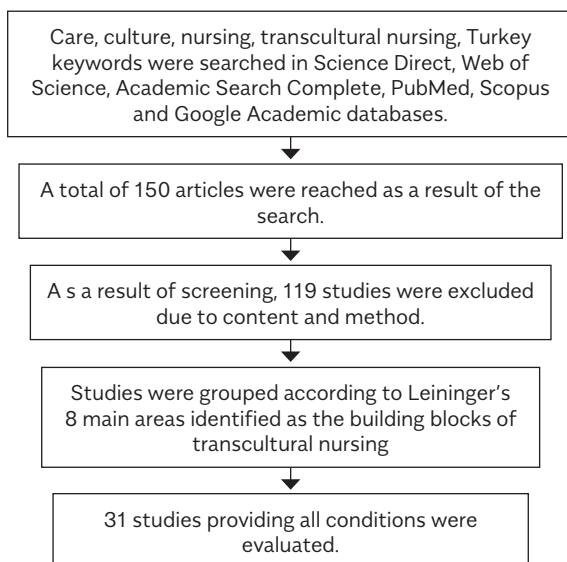 Care, culture, nursing, transcultural nursing, Turkey
keywords were searched in Science Direct, Web of
Science, Academic Search Complete, PubMed, Scopus
and Google Academic databases.
A total of 150 articles were reached as a result of the
search.
A s a result of screening, 119 studies were excluded
due to content and method.
Studies were grouped according to Leininger’s
8 main areas identified as the building blocks of
transcultural nursing
31 studies providing all conditions were
evaluated.